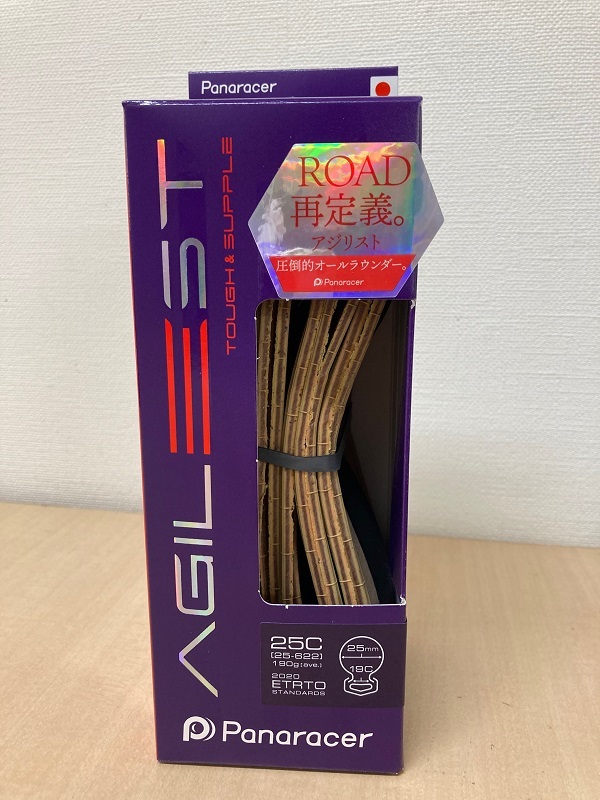 Panaracer
AGILEST
TOUGH & SUPPLE
ROAD
再定義。
アジリスト
圧倒的オールラウンダー。
Panaracer
25C
[25-622]
190g(ave.)
2020
ETRTO
STANDARDS
25mm
19C
Panaracer